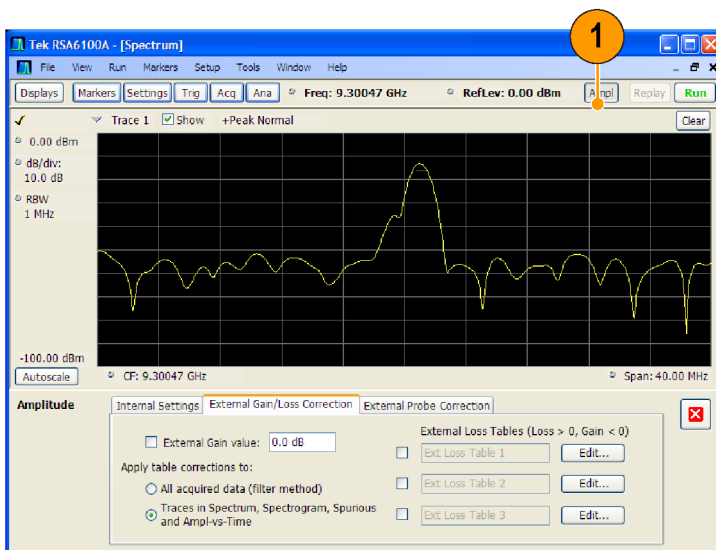 1
Tek RSA6100A - [Spectrum]
File View Run Markers Setup Tools Window Help
Displays Markers Settings Trig Acq Ana Freq: 9.30047 GHz RefLev: 0.00 dBm Ampl Replay Run
Trace 1 Show +Peak Normal Clear
0.00 dBm
dB/div:
10.0 dB
RBW
1 MHz
-100.00 dBm
Autoscale CF: 9.30047 GHz Span: 40.00 MHz
Amplitude
Internal Settings External Gain/Loss Correction External Probe Correction
External Gain value: 0.0 dB
Apply table corrections to:
All acquired data (filter method)
Traces in Spectrum, Spectrogram, Spurious
and Ampl-vs-Time
External Loss Tables (Loss > 0, Gain < 0)
Ext Loss Table 1 Edit...
Ext Loss Table 2 Edit...
Ext Loss Table 3 Edit...